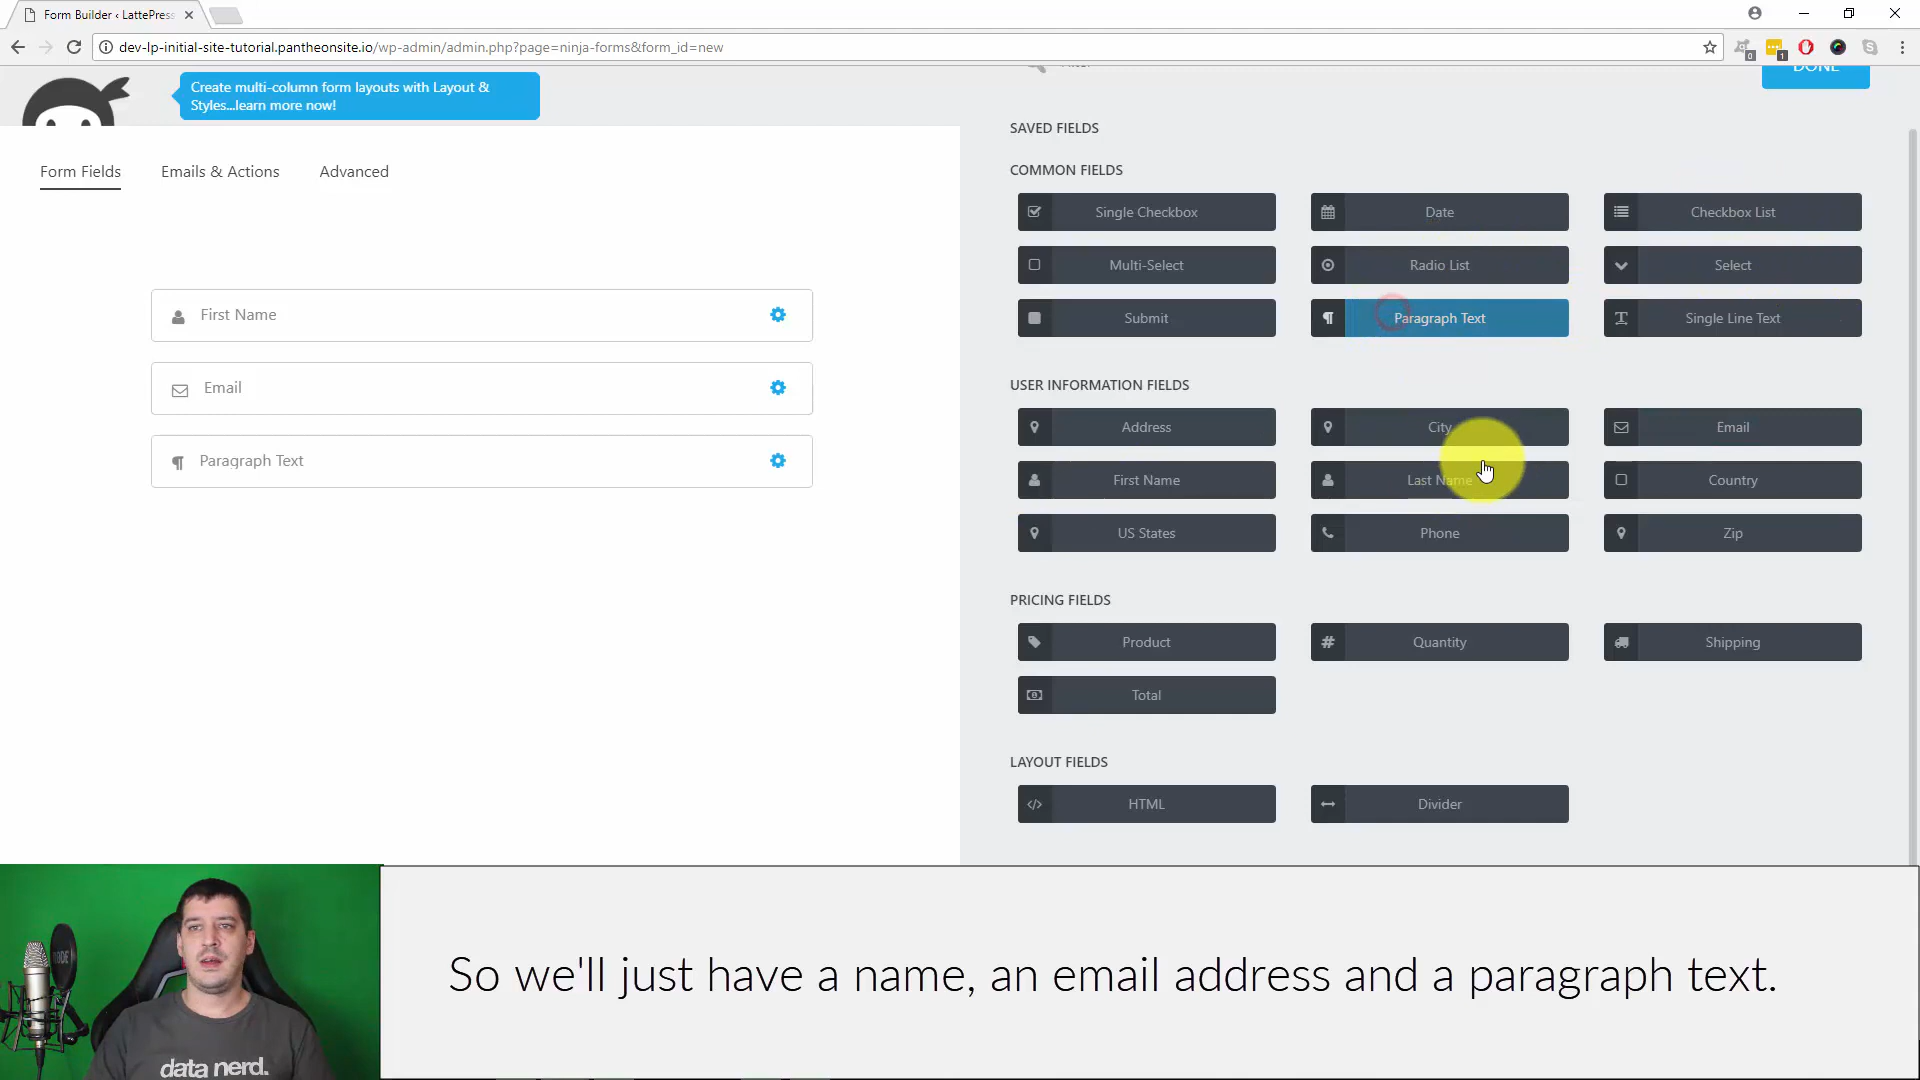 Form Builder ‹ LattePress
dev-lp-initial-site-tutorial.pantheonsite.io/wp-admin/admin.php?page=ninja-forms&form_id=new
0
1
Create multi-column form layouts with Layout &
Styles...learn more now!
DONE
Form Fields
Emails & Actions
Advanced
First Name
Email
Paragraph Text
SAVED FIELDS
COMMON FIELDS
Single Checkbox
Date
Checkbox List
Multi-Select
Radio List
Select
Submit
Paragraph Text
Single Line Text
USER INFORMATION FIELDS
Address
City
Email
First Name
Last Name
Country
US States
Phone
Zip
PRICING FIELDS
Product
Quantity
Shipping
Total
LAYOUT FIELDS
HTML
Divider
RODE
data nerd.
So we'll just have a name, an email address and a paragraph text.